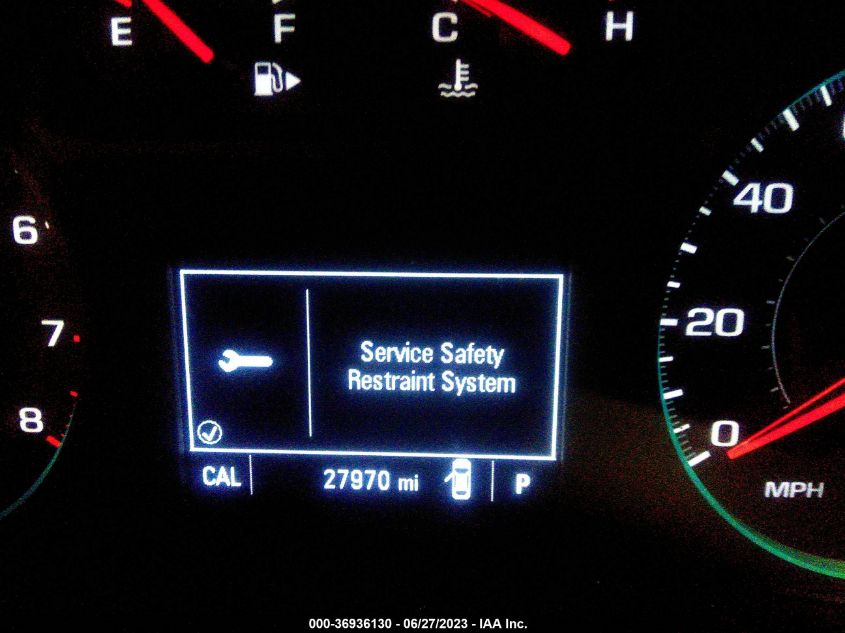 E F C H
6
7
8
40
20
0
MPH
Service Safety
Restraint System
CAL 27970 mi P
000-36936130 - 06/27/2023 - IAA Inc.